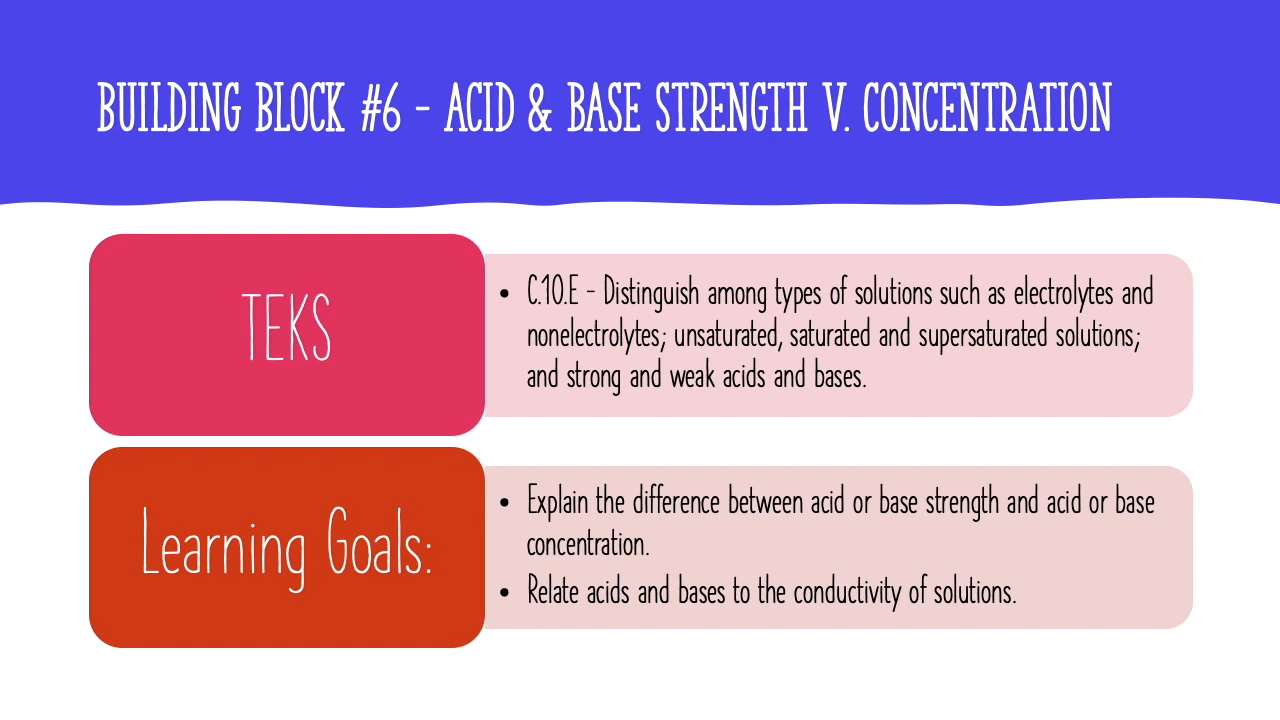 BUILDING BLOCK #6 - ACID & BASE STRENGTH V. CONCENTRATION
TEKS
• C.10.E - Distinguish among types of solutions such as electrolytes and
nonelectrolytes; unsaturated, saturated and supersaturated solutions;
and strong and weak acids and bases.
Learning Goals:
• Explain the difference between acid or base strength and acid or base
concentration.
• Relate acids and bases to the conductivity of solutions.